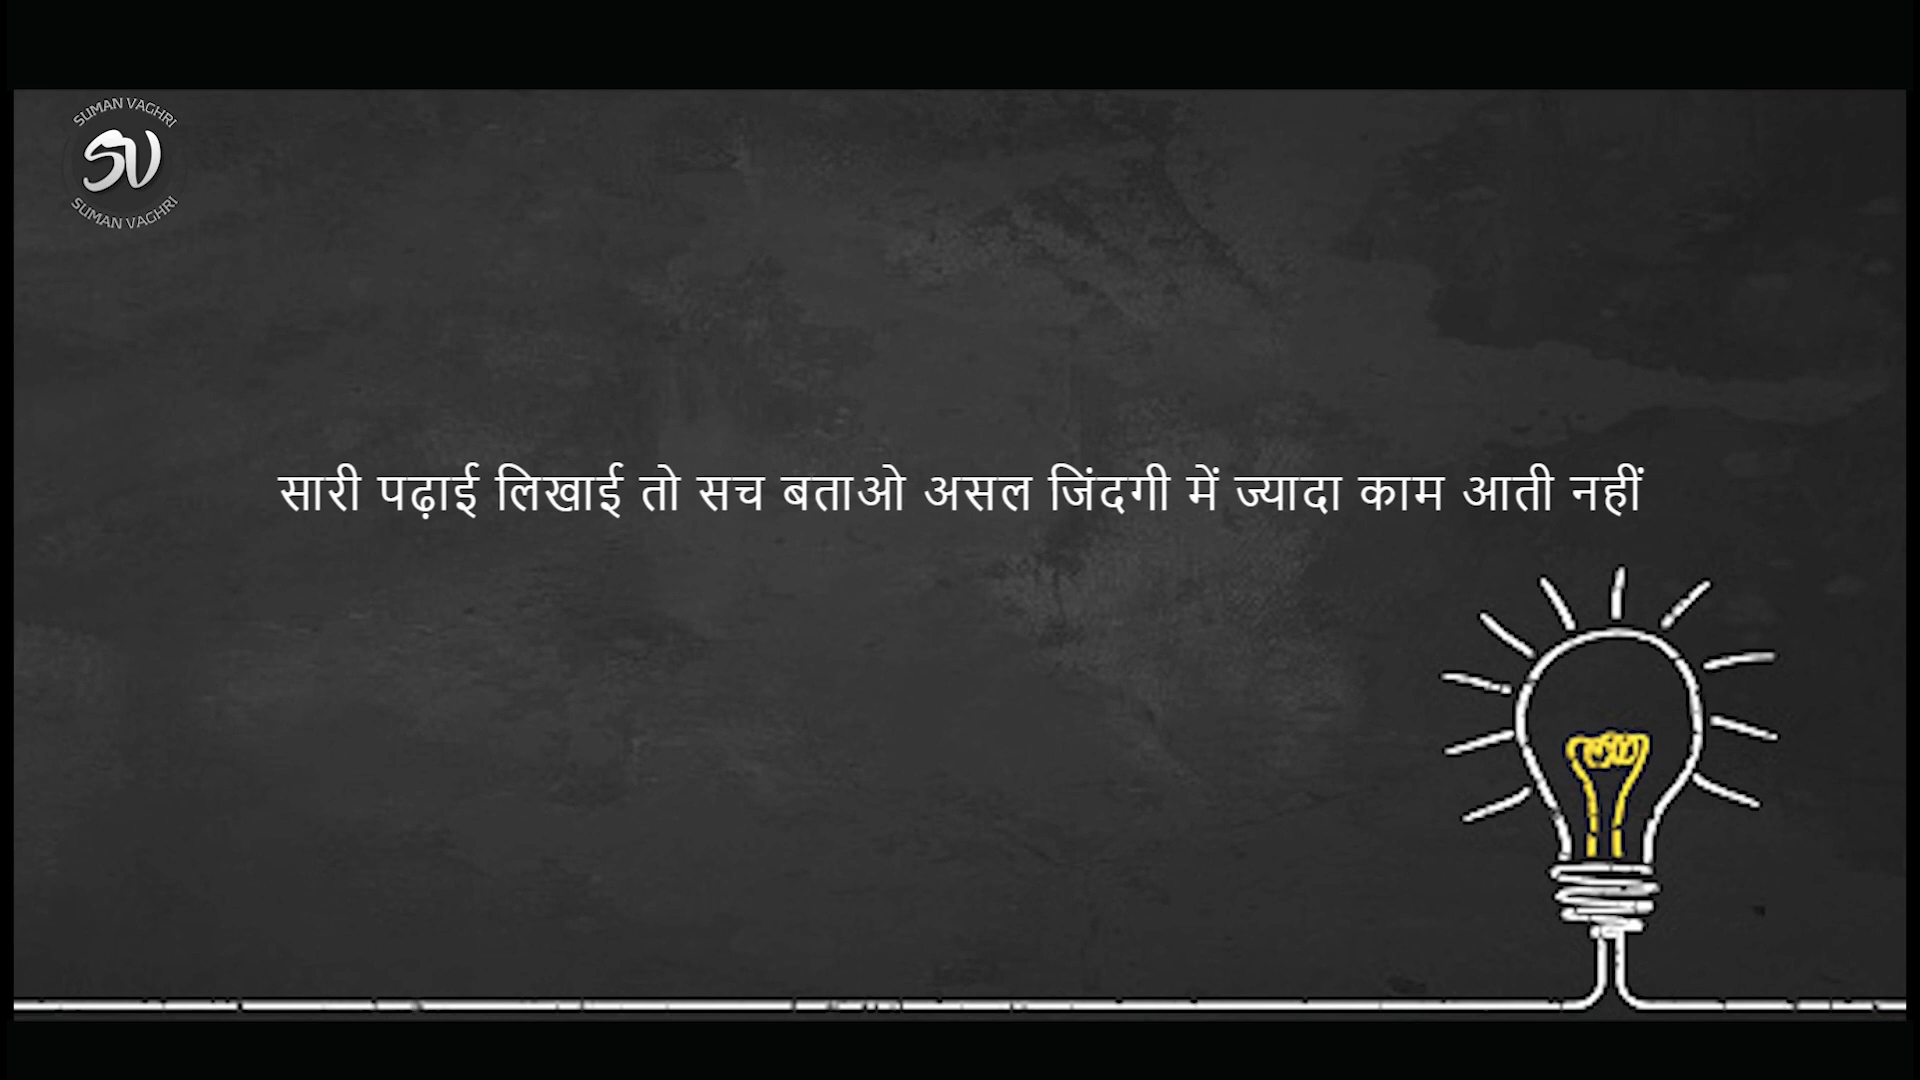 SUMAN VAGHRI
SV
SUMAN VAGHRI
सारी पढ़ाई लिखाई तो सच बताओ असल जिंदगी में ज्यादा काम आती नहीं